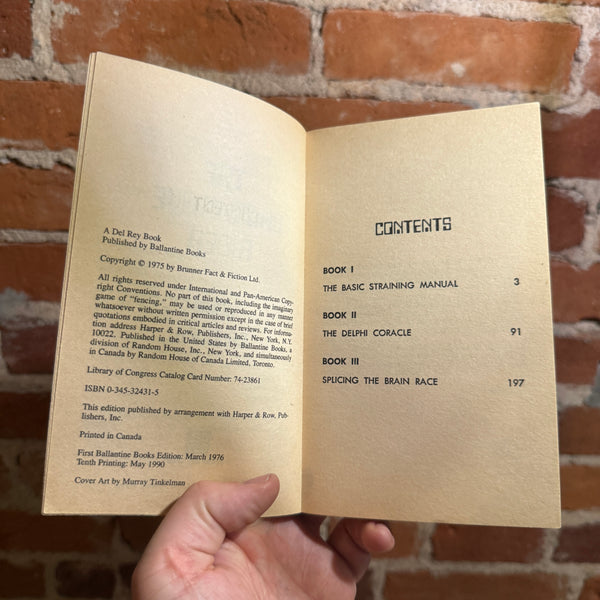 A Del Rey Book
Published by Ballantine Books
Copyright © 1975 by Brunner Fact & Fiction Ltd.
All rights reserved under International and Pan-American Copy-
right Conventions. No part of this book, including the imaginary
game of "fencing," may be used or reproduced in any manner
whatsoever without written permission except in the case of brief
quotations embodied in critical articles and reviews. For informa-
tion address Harper & Row, Publishers, Inc., New York, N.Y.
10022. Published in the United States by Ballantine Books, a
division of Random House, Inc., New York, and simultaneously
in Canada by Random House of Canada Limited, Toronto.
Library of Congress Catalog Card Number: 74-23861
ISBN 0-345-32431-5
This edition published by arrangement with Harper & Row, Pub-
lishers, Inc.
Printed in Canada
First Ballantine Books Edition: March 1976
Tenth Printing: May 1990
Cover Art by Murray Tinkelman
CONTENTS
BOOK I
THE BASIC STRAINING MANUAL 3
BOOK II
THE DELPHI CORACLE 91
BOOK III
SPLICING THE BRAIN RACE 197